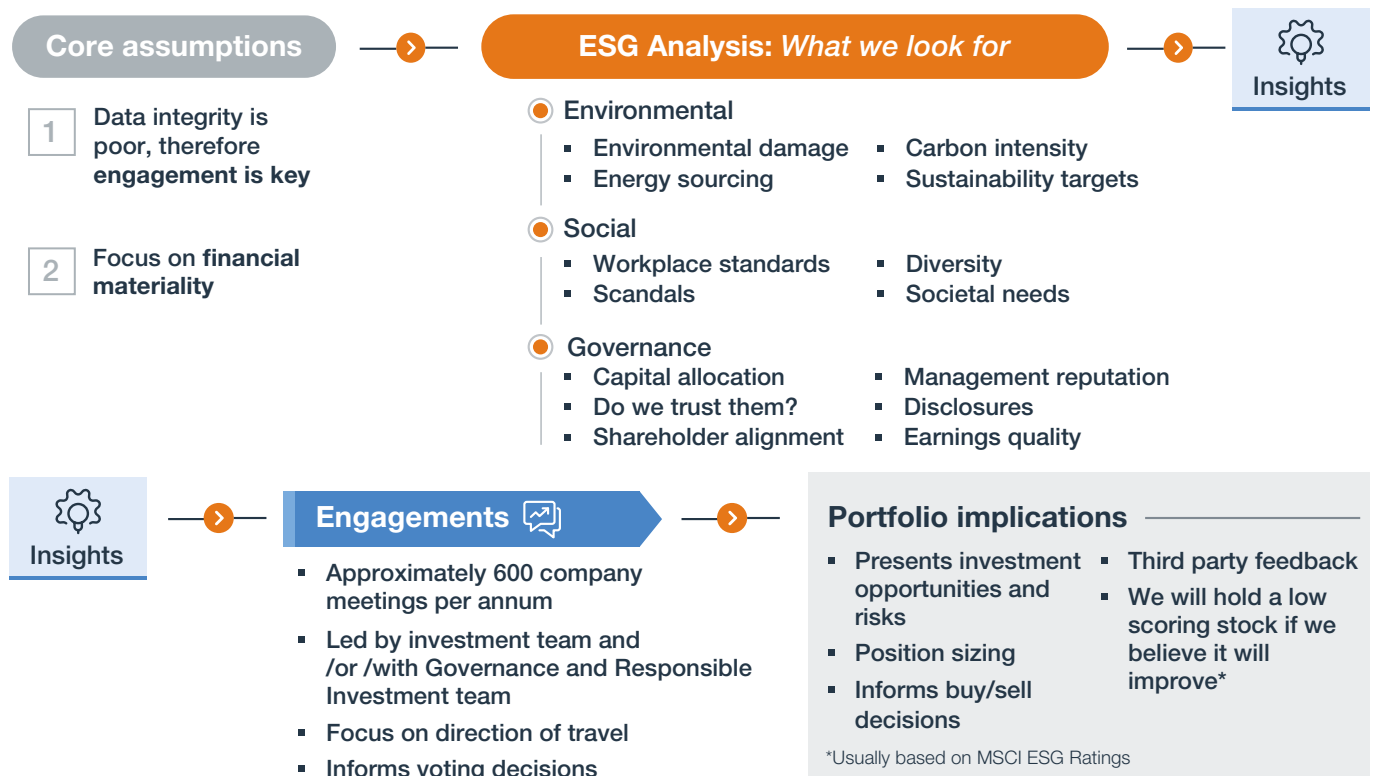 Core assumptions
ESG Analysis: What we look for
Insights
1
Data integrity is
poor, therefore
engagement is key
2
Focus on financial
materiality
Environmental
Environmental damage
Energy sourcing
Carbon intensity
Sustainability targets
Social
Workplace standards
Scandals
Diversity
Societal needs
Governance
Capital allocation
Do we trust them?
Shareholder alignment
Management reputation
Disclosures
Earnings quality
Insights
Engagements
Approximately 600 company
meetings per annum
Led by investment team and
/or /with Governance and Responsible
Investment team
Focus on direction of travel
Informs voting decisions
Portfolio implications
Presents investment
opportunities and
risks
Position sizing
Informs buy/sell
decisions
Third party feedback
We will hold a low
scoring stock if we
believe it will
improve*
*Usually based on MSCI ESG Ratings